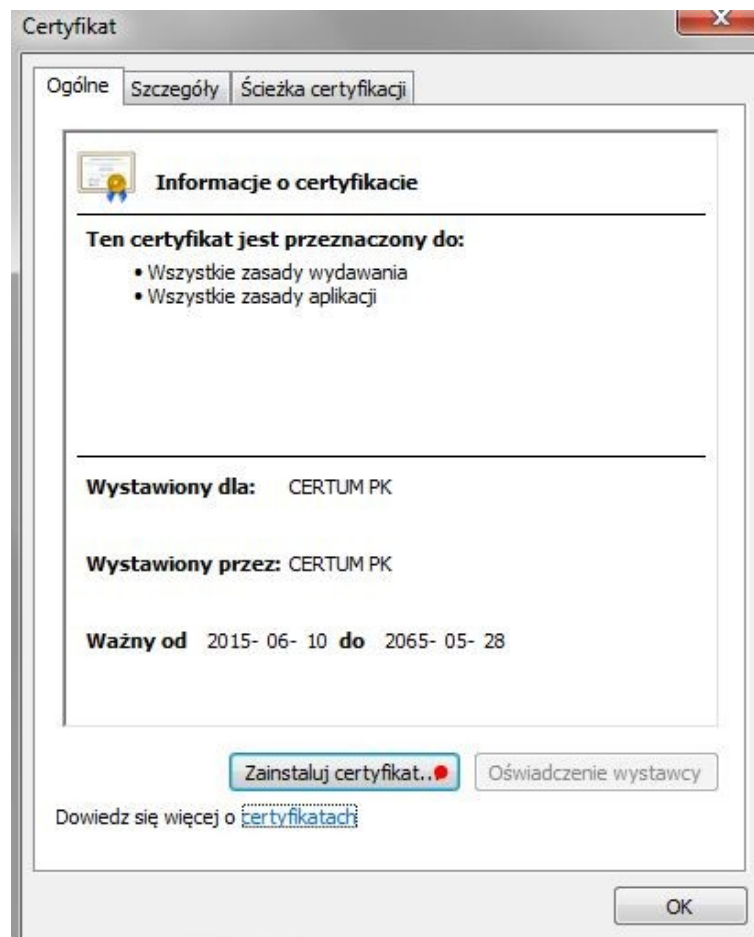 Certyfikat
Ogólne Szczegóły Ścieżka certyfikacji
Informacje o certyfikacie
Ten certyfikat jest przeznaczony do:
• Wszystkie zasady wydawania
• Wszystkie zasady aplikacji
Wystawiony dla: CERTUM PK
Wystawiony przez: CERTUM PK
Ważny od 2015- 06- 10 do 2065- 05- 28
Zainstaluj certyfikat.. Oświadczenie wystawcy
Dowiedz się więcej o certyfikatach
OK